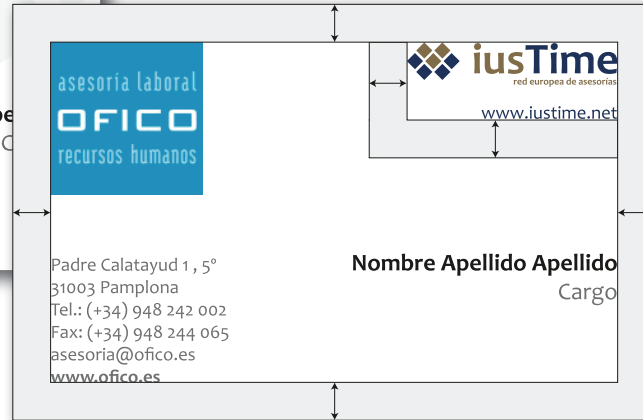 asesoría laboral
OFICO
recursos humanos
iusTime
red europea de asesorías
www.iustime.net
Nombre Apellido Apellido
Cargo
Padre Calatayud 1 , 5º
31003 Pamplona
Tel.: (+34) 948 242 002
Fax: (+34) 948 244 065
asesoria@ofico.es
www.ofico.es